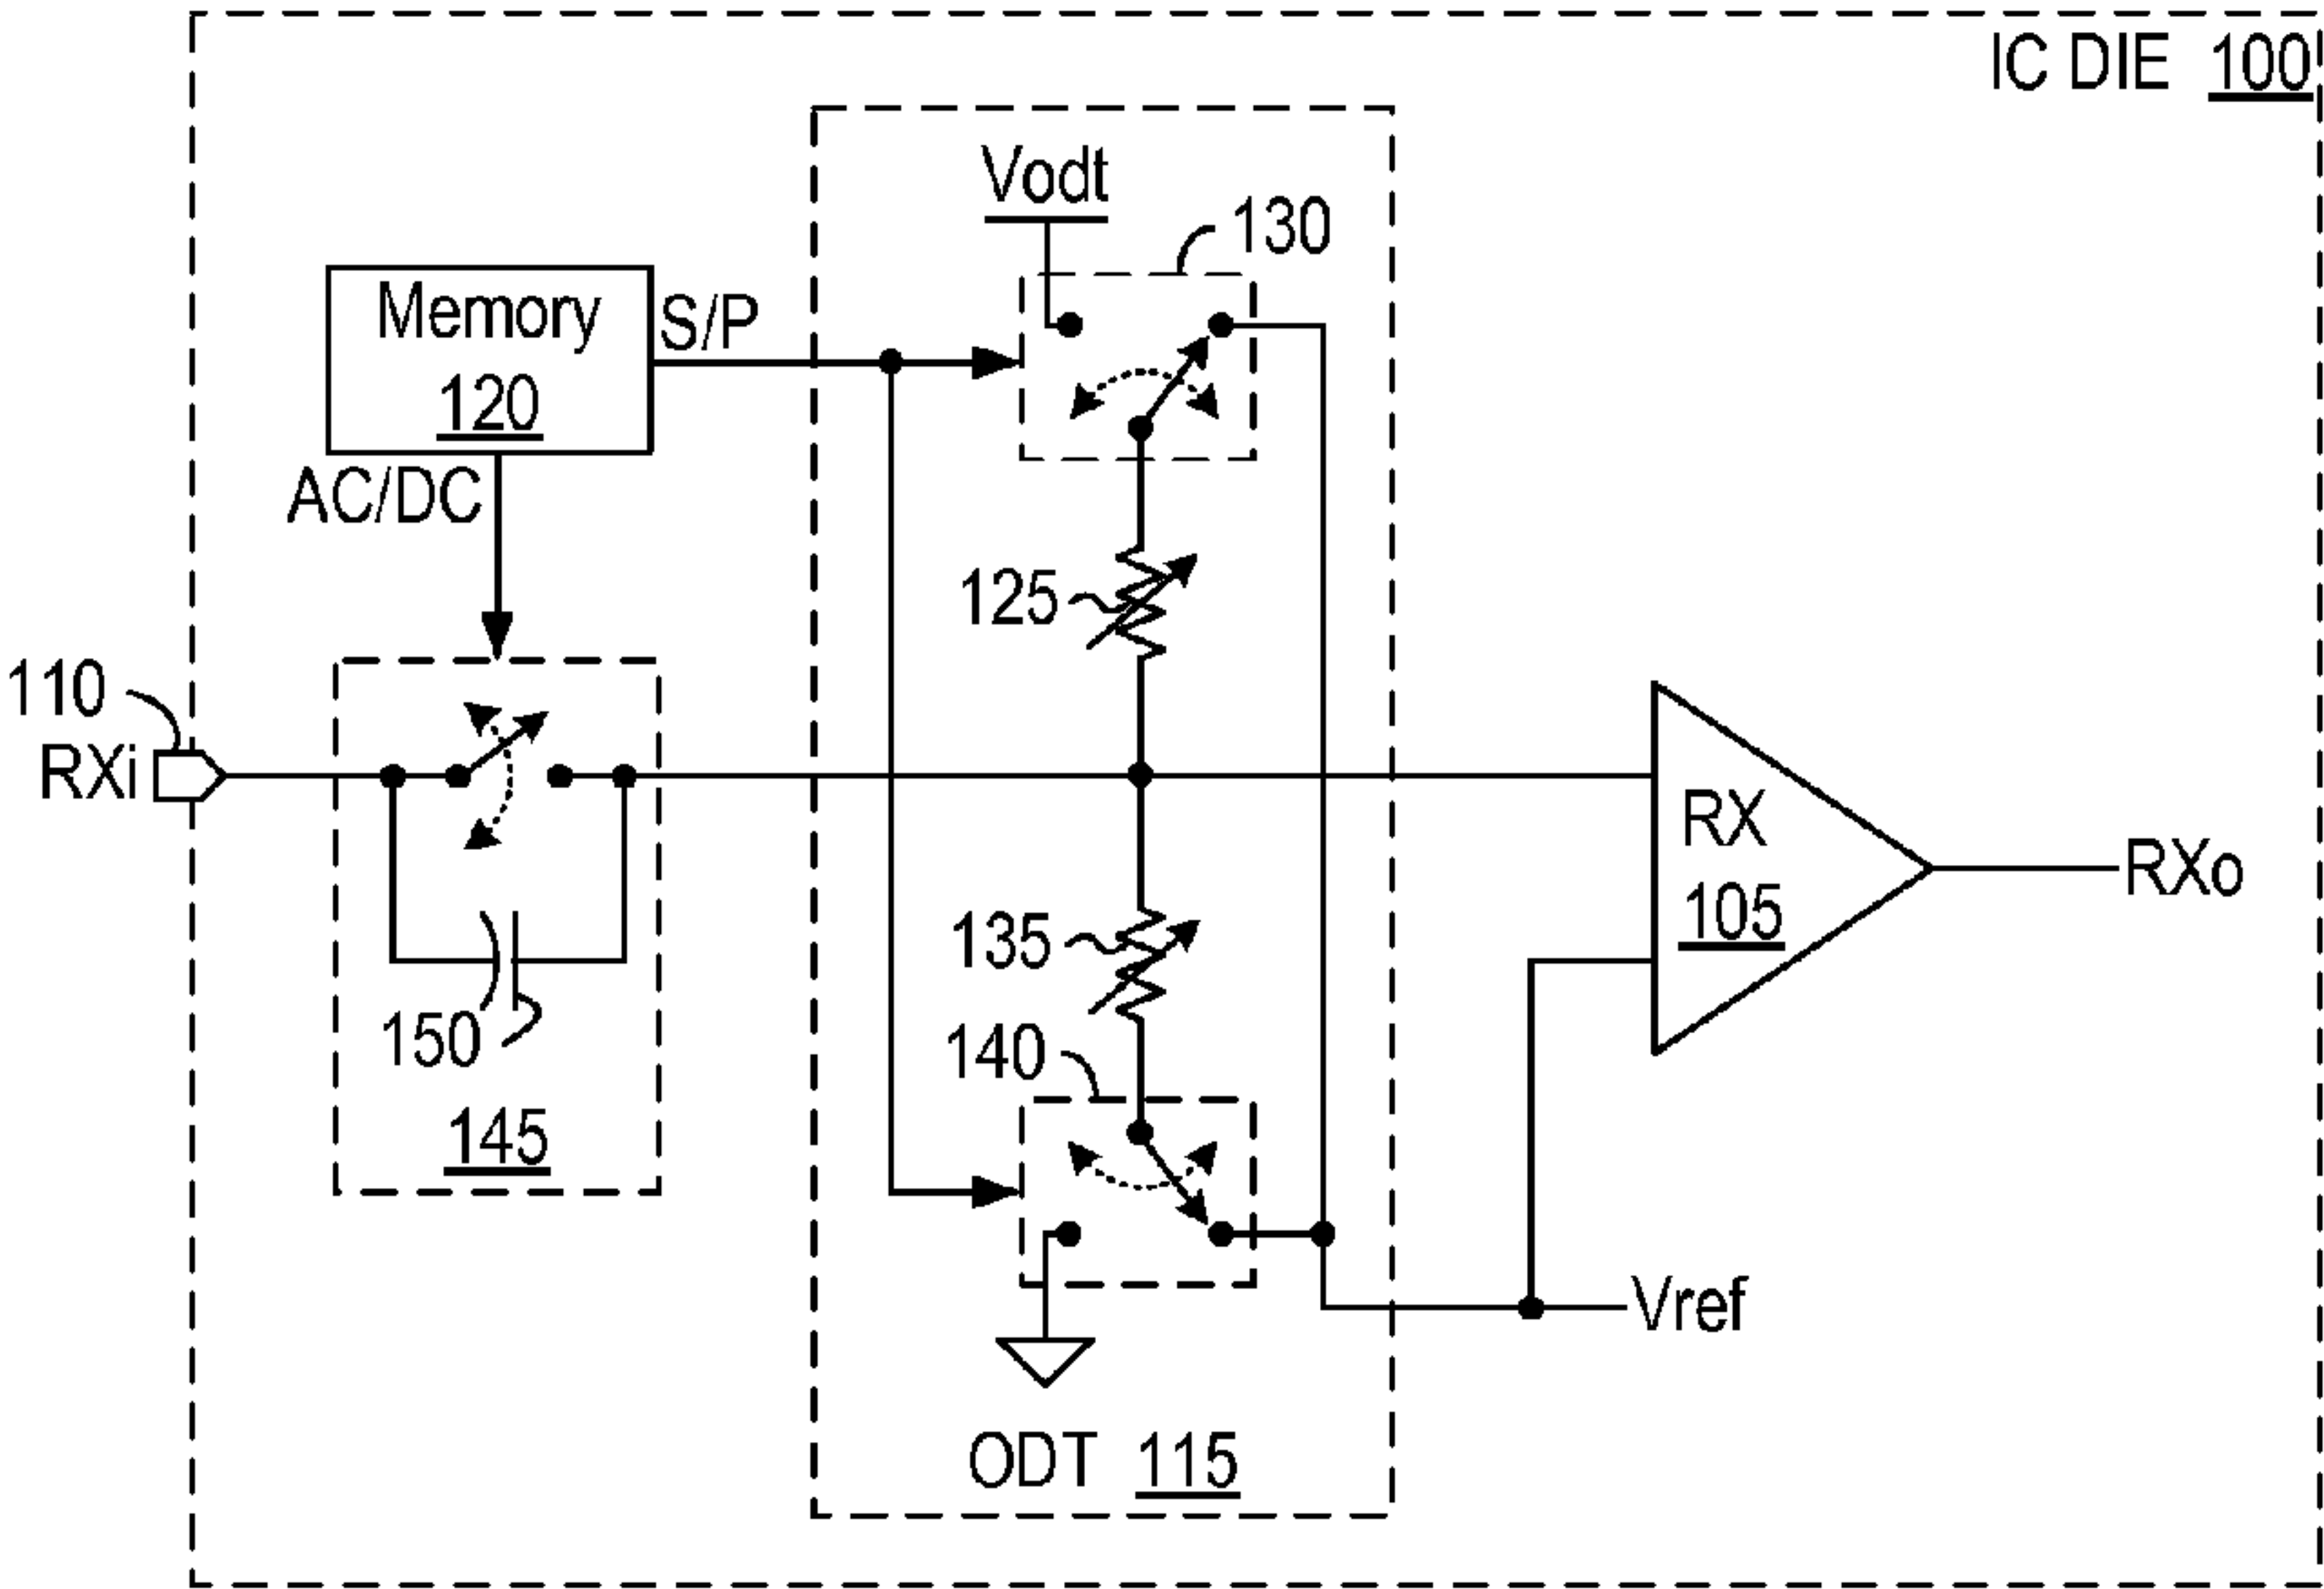 IC DIE 100
Vodt
130
Memory
120
S/P
AC/DC
125
110
RXi
RX
105
RXo
135
150
140
145
Vref
ODT 115